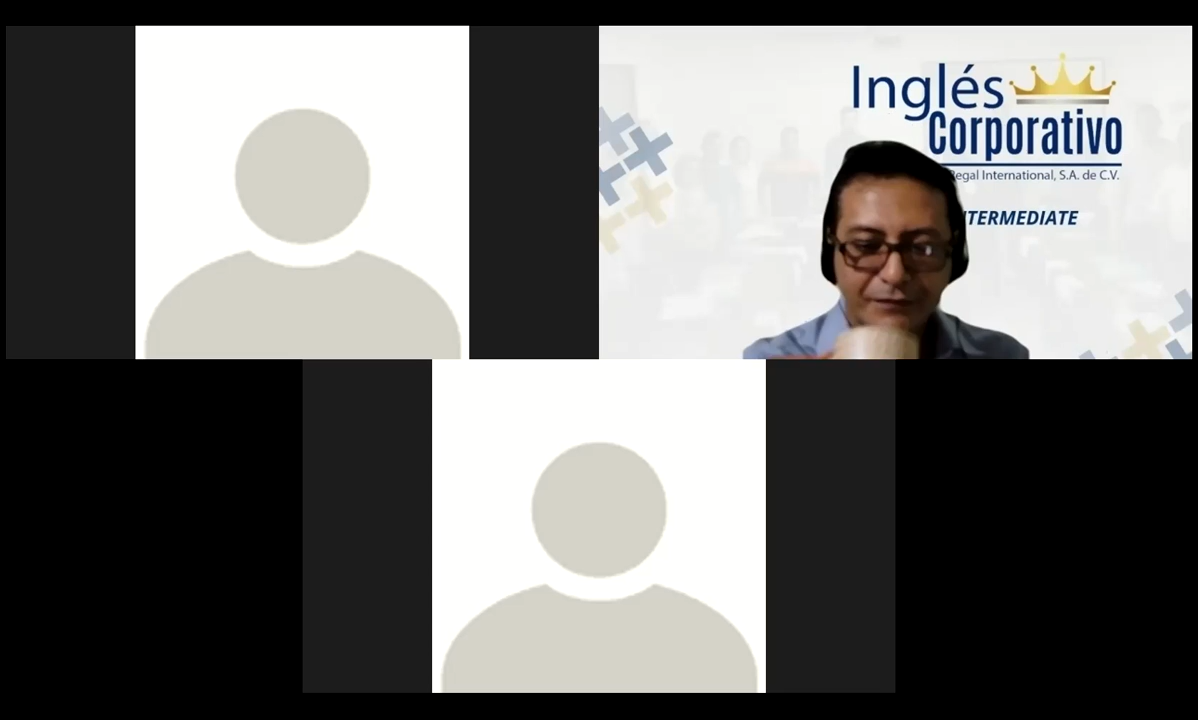 Inglés
Corporativo
Regal International, S.A. de C.V.